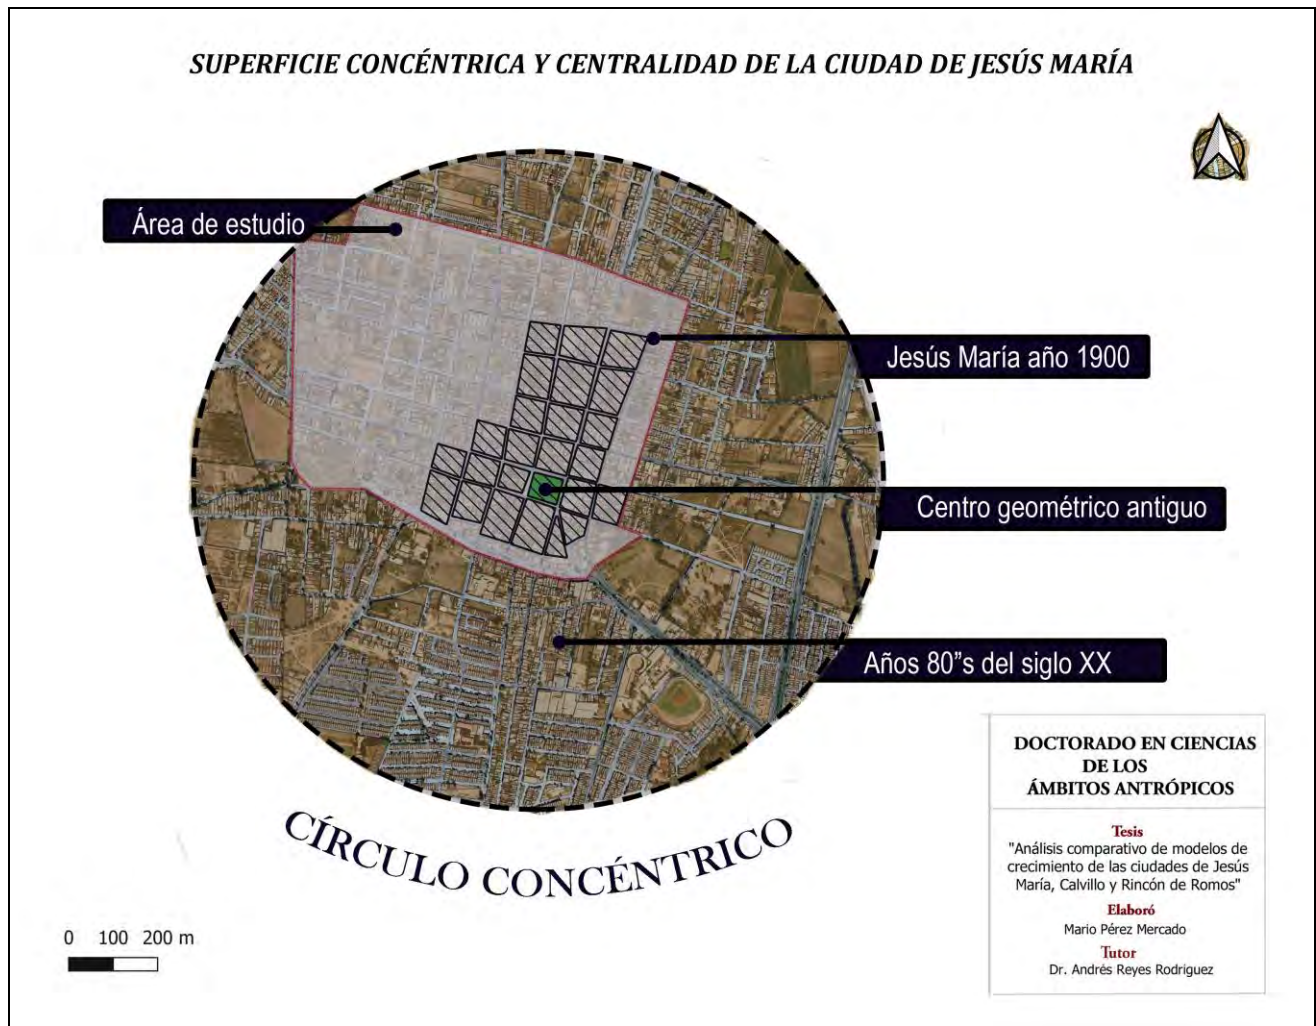 SUPERFICIE CONCÉNTRICA Y CENTRALIDAD DE LA CIUDAD DE JESÚS MARÍA
Área de estudio
Jesús María año 1900
Centro geométrico antiguo
Años 80"s del siglo XX
CÍRCULO CONCÉNTRICO
0 100 200 m
DOCTORADO EN CIENCIAS
DE LOS
ÁMBITOS ANTRÓPICOS
Tesis
"Análisis comparativo de modelos de
crecimiento de las ciudades de Jesús
María, Calvillo y Rincón de Romos"
Elaboró
Mario Pérez Mercado
Tutor
Dr. Andrés Reyes Rodriguez